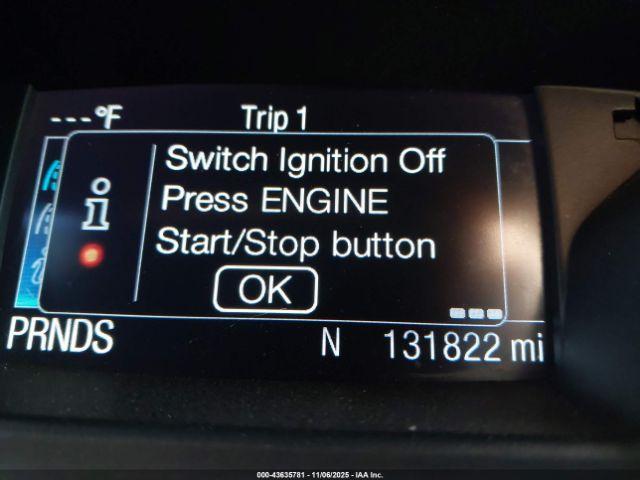 ---°F Trip 1
Switch Ignition Off
i Press ENGINE
Start/Stop button
OK
PRNDS N 131822 mi
000-43635781 - 11/06/2025 - IAA Inc.